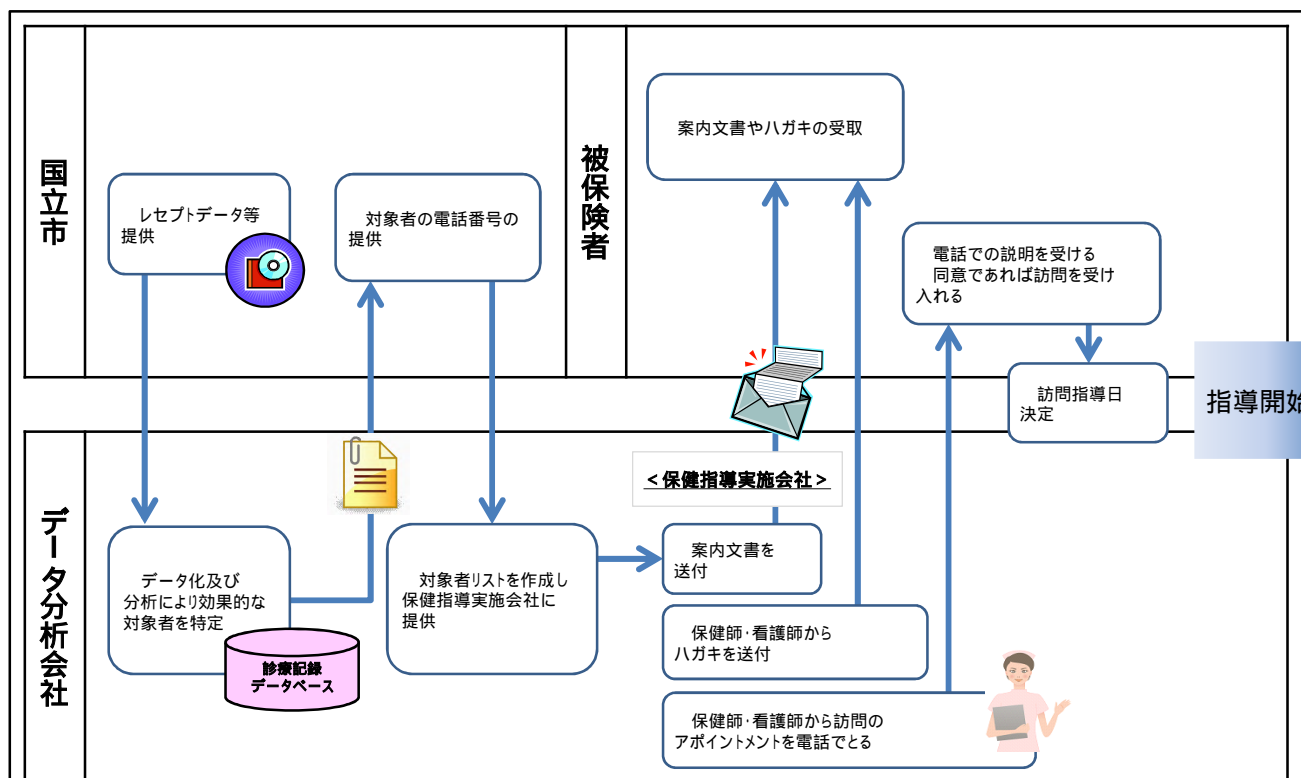 国立市
レセプトデータ等
提供
対象者の電話番号の
提供
被保険者
案内文書やハガキの受取
電話での説明を受ける
同意であれば訪問を受け
入れる
訪問指導日
決定
指導開始
データ分析会社
データ化及び
分析により効果的な
対象者を特定
診療記録
データベース
対象者リストを作成し
保健指導実施会社に
提供
<保健指導実施会社>
案内文書を
送付
保健師・看護師から
ハガキを送付
保健師・看護師から訪問の
アポイントメントを電話でとる